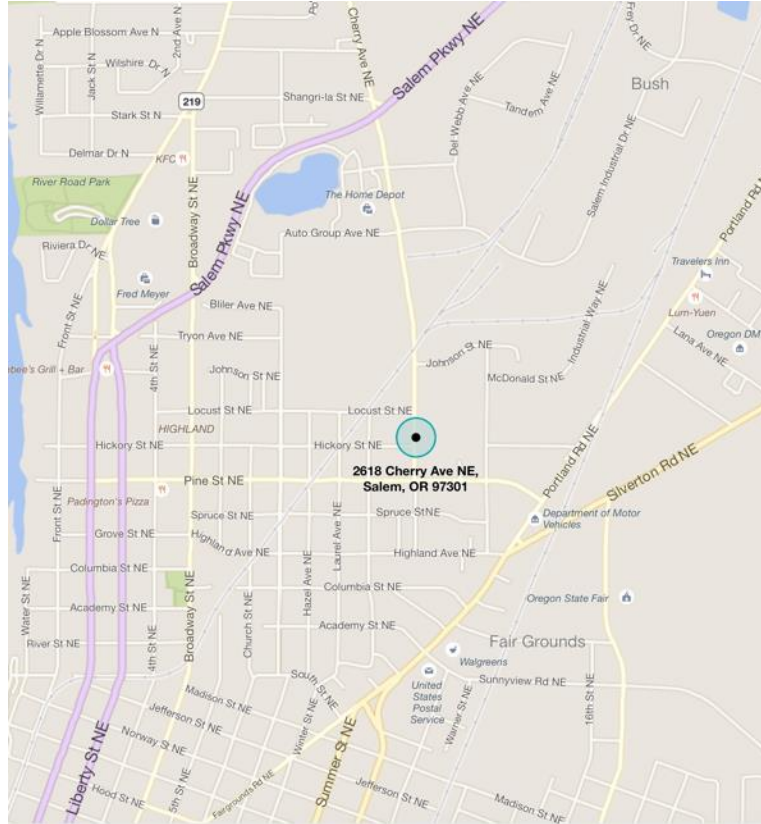 Apple Blossom Ave N
2nd Ave N
Willamette Dr N
Jack St N
Wilshire Dr N
219
Stark St N
Delmar Dr N
KFC
River Road Park
Dollar Tree
Riviera Dr NE
Fred Meyer
Front St NE
Broadway St NE
Salem Pkwy NE
Cherry Ave NE
Salem Pkwy NE
Shangri-la St NE
Del Webb Ave NE
Tandem Ave NE
Bush
Salem Industrial Dr NE
The Home Depot
Auto Group Ave NE
Portland Rd NE
Travelers Inn
Lum-Yuen
Oregon DM
Lana Ave NE
Industrial Way NE
Bliler Ave NE
Tryon Ave NE
ebee's Grill + Bar
4th St NE
Johnson St NE
Johnson St NE
McDonald St NE
Locust St NE
Locust St NE
HIGHLAND
Hickory St NE
Hickory St NE
2618 Cherry Ave NE,
Salem, OR 97301
Portland Rd NE
Silverton Rd NE
Pine St NE
Padington's Pizza
Front St NE
Spruce St NE
Spruce St NE
Department of Motor
Vehicles
Grove St NE
Highland Ave NE
Highland Ave NE
Laurel Ave NE
Hazel Ave NE
Columbia St NE
Columbia St NE
Water St NE
Academy St NE
Academy St NE
Broadway St NE
Church St NE
Oregon State Fair
River St NE
4th St NE
Fair Grounds
Walgreens
Sunnyview Rd NE
United
States
Postal
Service
Warner St NE
16th St NE
South St NE
Madison St NE
Winter St NE
Jefferson St NE
Norway St NE
Liberty St NE
Hood St NE
5th St NE
Fairgrounds Rd NE
Summer St NE
Jefferson St NE
Madison St NE